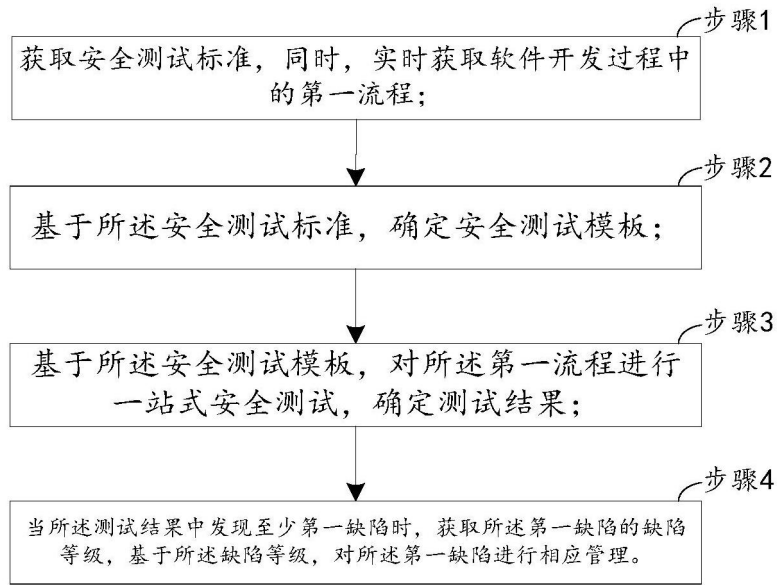 步骤1
获取安全测试标准，同时，实时获取软件开发过程中
的第一流程；
步骤2
基于所述安全测试标准，确定安全测试模板；
步骤3
基于所述安全测试模板，对所述第一流程进行
一站式安全测试，确定测试结果；
步骤4
当所述测试结果中发现至少第一缺陷时，获取所述第一缺陷的缺陷
等级，基于所述缺陷等级，对所述第一缺陷进行相应管理。